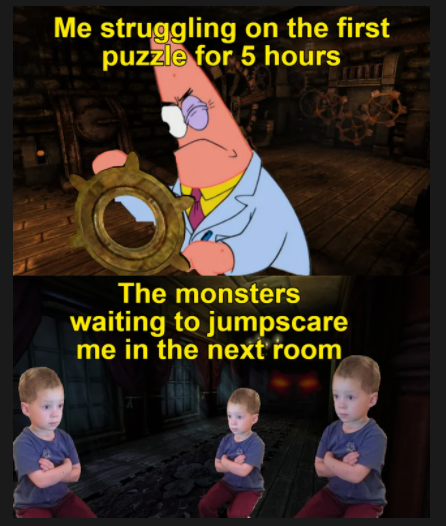 Me struggling on the first
puzzle for 5 hours
The monsters
waiting to jumpscare
me in the next room